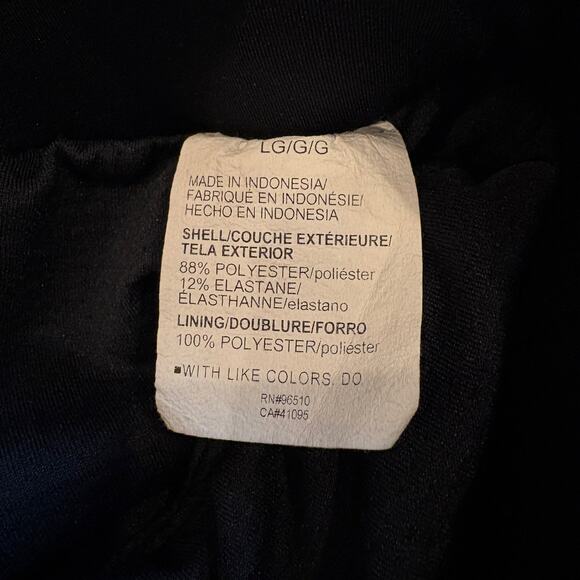 LG/G/G
MADE IN INDONESIA/
FABRIQUÉ EN INDONÉSIE/
HECHO EN INDONESIA
SHELL/COUCHE EXTÉRIEURE/
TELA EXTERIOR
88% POLYESTER/poliéster
12% ELASTANE/
ÉLASTHANNE/elastano
LINING/DOUBLURE/FORRO
100% POLYESTER/poliéster
WITH LIKE COLORS. DO
RN#96510
CA#41095